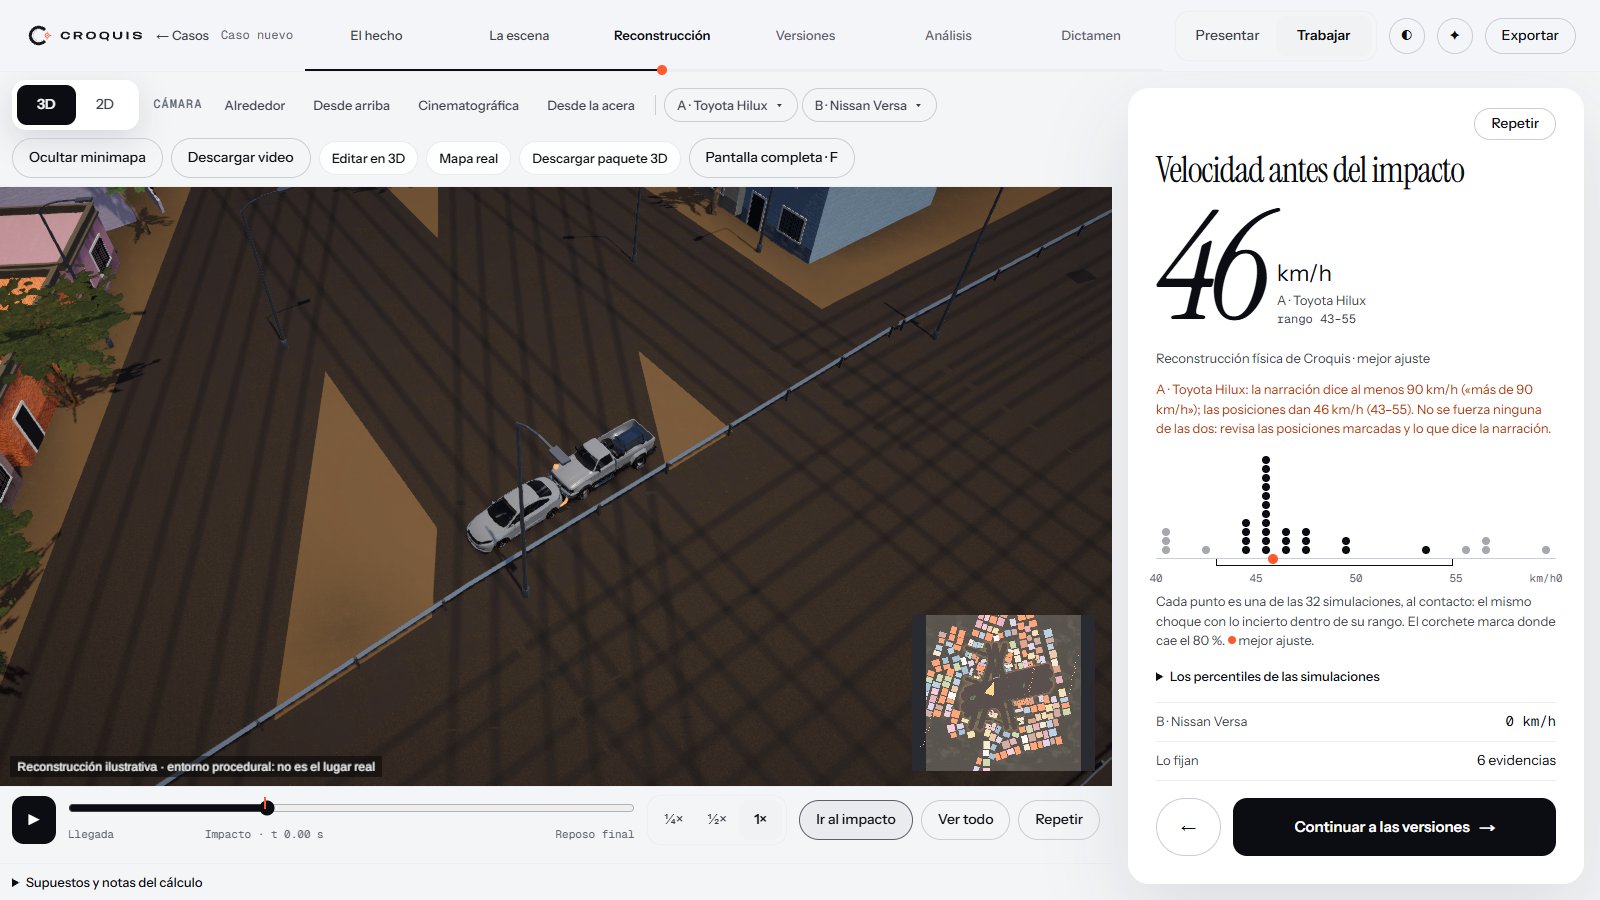 CROQUIS
← Casos
Caso nuevo
El hecho
La escena
Reconstrucción
Versiones
Análisis
Dictamen
Presentar
Trabajar
Exportar
3D
2D
CÁMARA
Alrededor
Desde arriba
Cinematográfica
Desde la acera
A · Toyota Hilux
B · Nissan Versa
Ocultar minimapa
Descargar video
Editar en 3D
Mapa real
Descargar paquete 3D
Pantalla completa · F
Reconstrucción ilustrativa · entorno procedural: no es el lugar real
Llegada
Impacto · t 0.00 s
Reposo final
¼×
½×
1×
Ir al impacto
Ver todo
Repetir
Supuestos y notas del cálculo
Repetir
Velocidad antes del impacto
46
km/h
A · Toyota Hilux
rango 43–55
Reconstrucción física de Croquis · mejor ajuste
A · Toyota Hilux: la narración dice al menos 90 km/h («más de 90
km/h»); las posiciones dan 46 km/h (43–55). No se fuerza ninguna
de las dos: revisa las posiciones marcadas y lo que dice la narración.
40
45
50
55
km/h0
Cada punto es una de las 32 simulaciones, al contacto: el mismo
choque con lo incierto dentro de su rango. El corchete marca donde
cae el 80 %. mejor ajuste.
Los percentiles de las simulaciones
B · Nissan Versa
0 km/h
Lo fijan
6 evidencias
←
Continuar a las versiones →